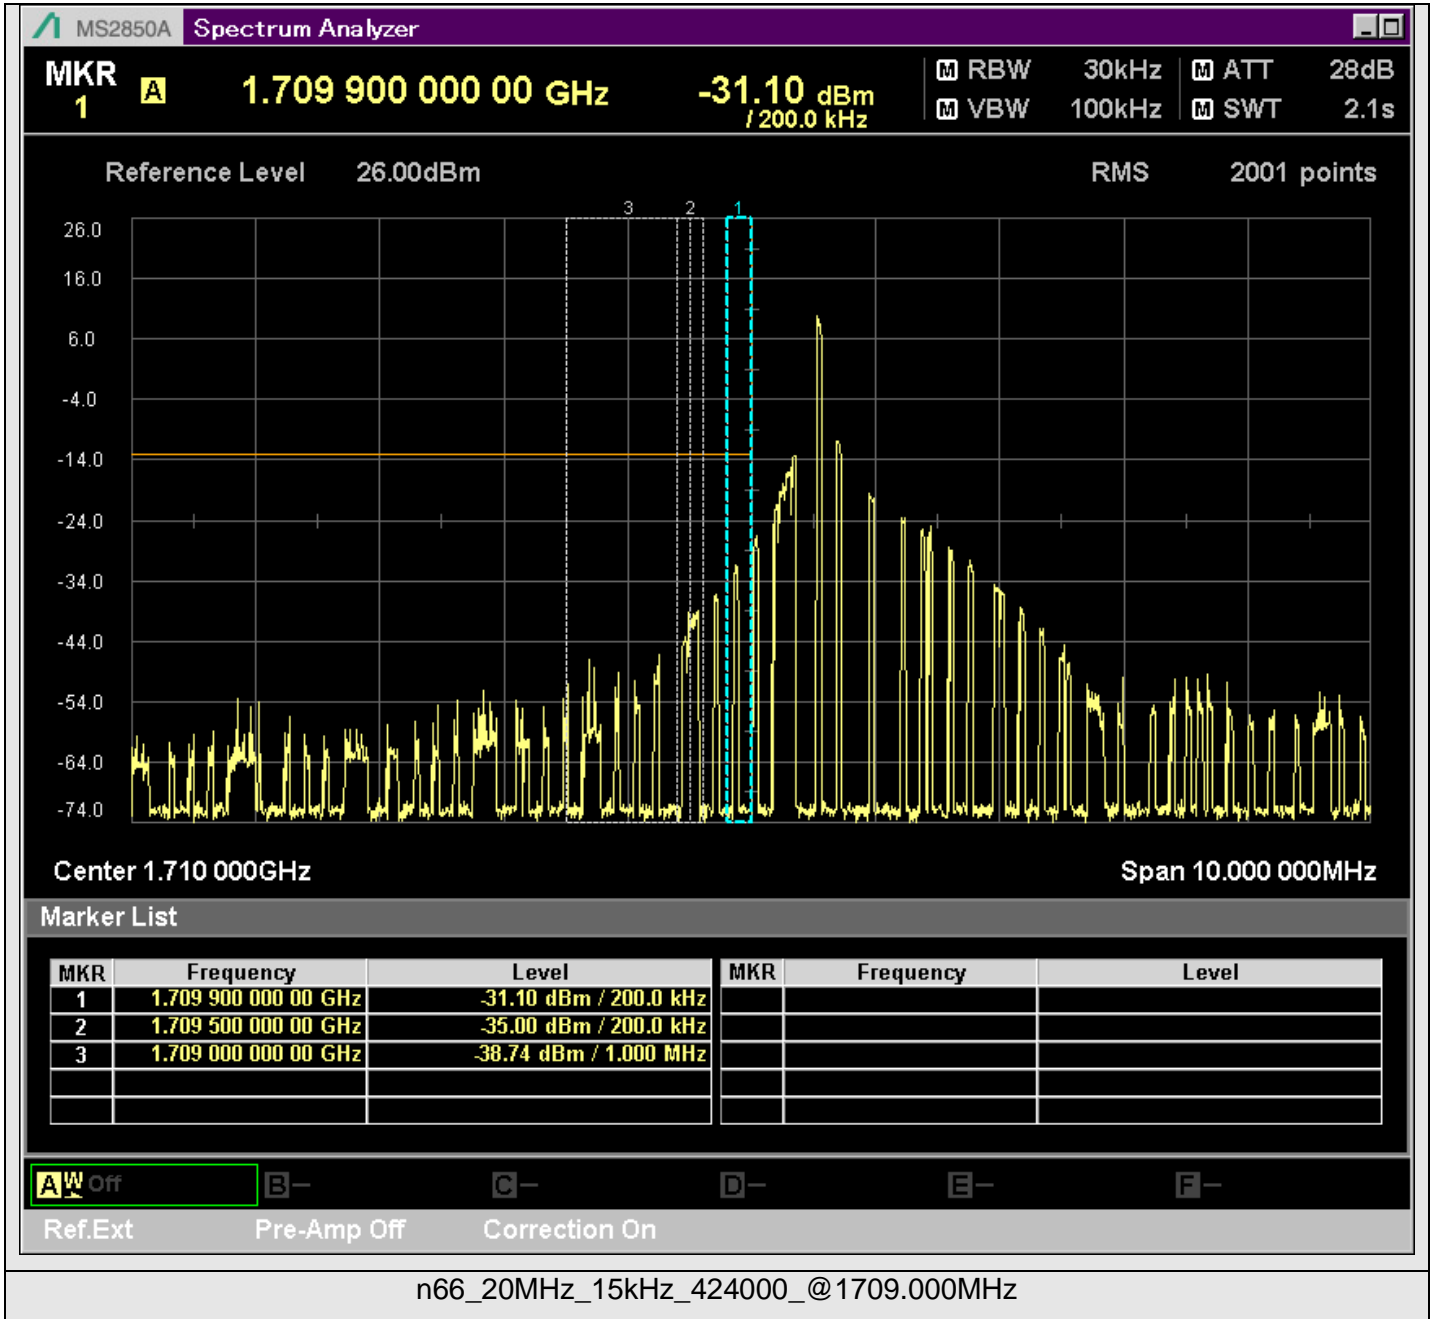 MS2850A Spectrum Analyzer
MKR 1 A 1.709 900 000 00 GHz -31.10 dBm / 200.0 kHz
M RBW 30kHz M ATT 28dB
M VBW 100kHz M SWT 2.1s
Reference Level 26.00dBm RMS 2001 points
3 2 1
26.0
16.0
6.0
-4.0
-14.0
-24.0
-34.0
-44.0
-54.0
-64.0
-74.0
Center 1.710 000GHz Span 10.000 000MHz
Marker List
MKR Frequency Level MKR Frequency Level
1 1.709 900 000 00 GHz -31.10 dBm / 200.0 kHz
2 1.709 500 000 00 GHz -35.00 dBm / 200.0 kHz
3 1.709 000 000 00 GHz -38.74 dBm / 1.000 MHz
A W Off B — C — D — E — F —
Ref.Ext Pre-Amp Off Correction On
n66_20MHz_15kHz_424000_@1709.000MHz